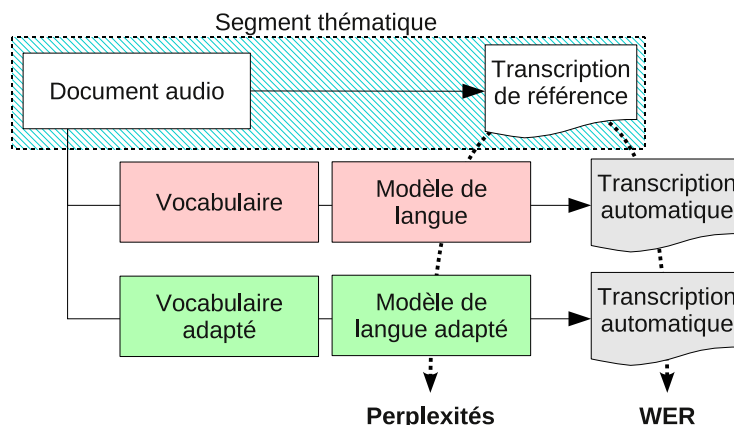 Segment thématique
Document audio
Transcription
de référence
Vocabulaire
Modèle de
langue
Transcription
automatique
Vocabulaire
adapté
Modèle de
langue adapté
Transcription
automatique
Perplexités
WER